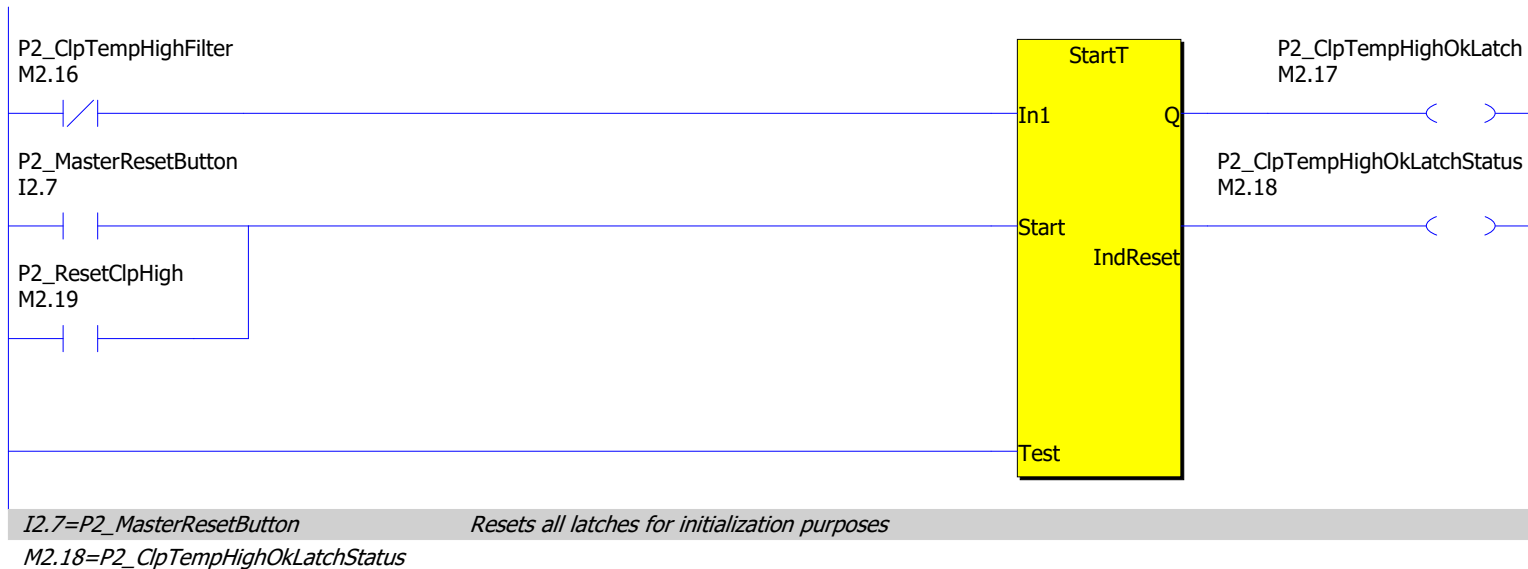 P2_ClpTempHighFilter
M2.16
StartT
P2_ClpTempHighOkLatch
M2.17
In1
Q
P2_MasterResetButton
I2.7
P2_ClpTempHighOkLatchStatus
M2.18
Start
IndReset
P2_ResetClpHigh
M2.19
Test
I2.7=P2_MasterResetButton Resets all latches for initialization purposes
M2.18=P2_ClpTempHighOkLatchStatus